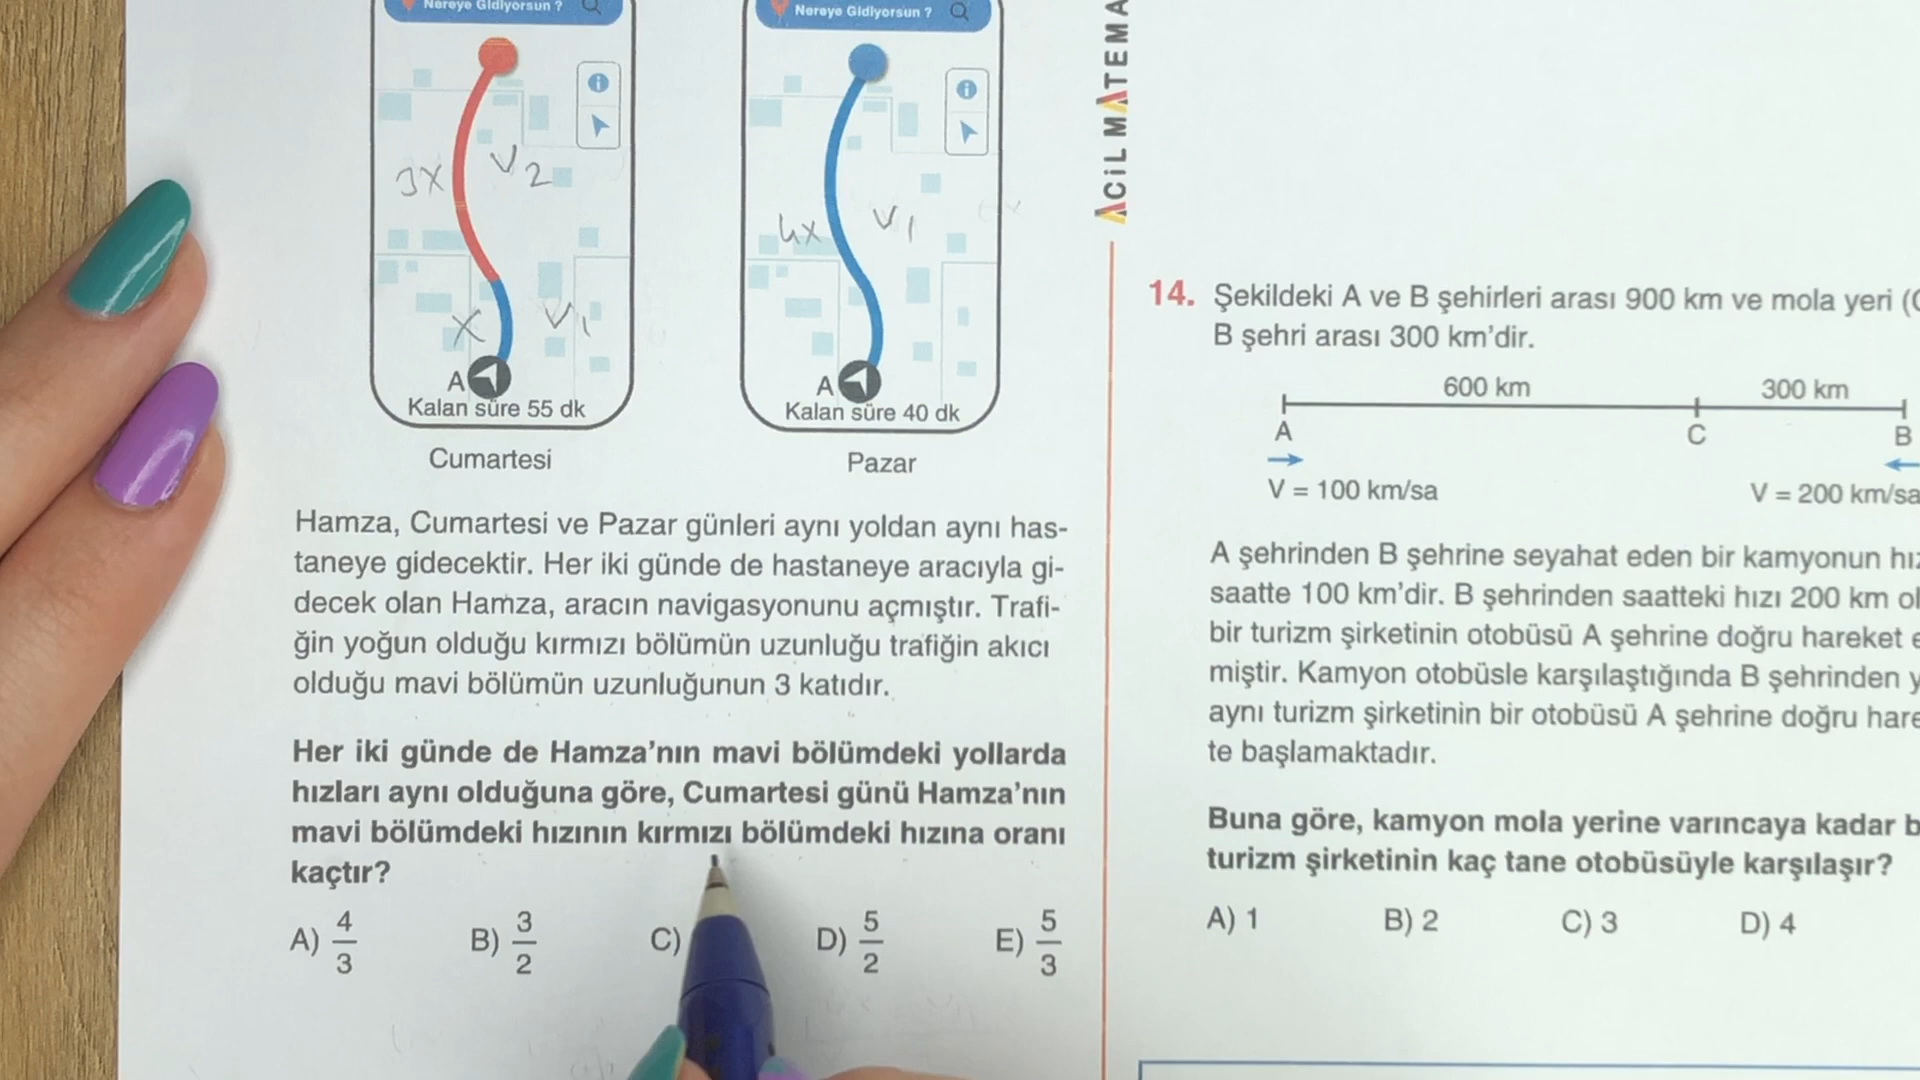 Nereye Gidiyorsun ?
3X
V2
X
V1
A
Kalan süre 55 dk
Cumartesi
Nereye Gidiyorsun ?
4x
V1
A
Kalan süre 40 dk
Pazar
Hamza, Cumartesi ve Pazar günleri aynı yoldan aynı has-
taneye gidecektir. Her iki günde de hastaneye aracıyla gi-
decek olan Hamza, aracın navigasyonunu açmıştır. Trafi-
ğin yoğun olduğu kırmızı bölümün uzunluğu trafiğin akıcı
olduğu mavi bölümün uzunluğunun 3 katıdır.
Her iki günde de Hamza'nın mavi bölümdeki yollarda
hızları aynı olduğuna göre, Cumartesi günü Hamza'nın
mavi bölümdeki hızının kırmızı bölümdeki hızına oranı
kaçtır?
A) 4/3 B) 3/2 C) D) 5/2 E) 5/3
ACİL MATEMA
14. Şekildeki A ve B şehirleri arası 900 km ve mola yeri (
B şehri arası 300 km'dir.
600 km 300 km
A C B
V = 100 km/sa V = 200 km/sa
A şehrinden B şehrine seyahat eden bir kamyonun
saatte 100 km'dir. B şehrinden saatteki hızı 200 km
bir turizm şirketinin otobüsü A şehrine doğru hareket
miştir. Kamyon otobüsle karşılaştığında B şehrinden
aynı turizm şirketinin bir otobüsü A şehrine doğru
te başlamaktadır.
Buna göre, kamyon mola yerine varıncaya kadar
turizm şirketinin kaç tane otobüsüyle karşılaşır?
A) 1 B) 2 C) 3 D) 4